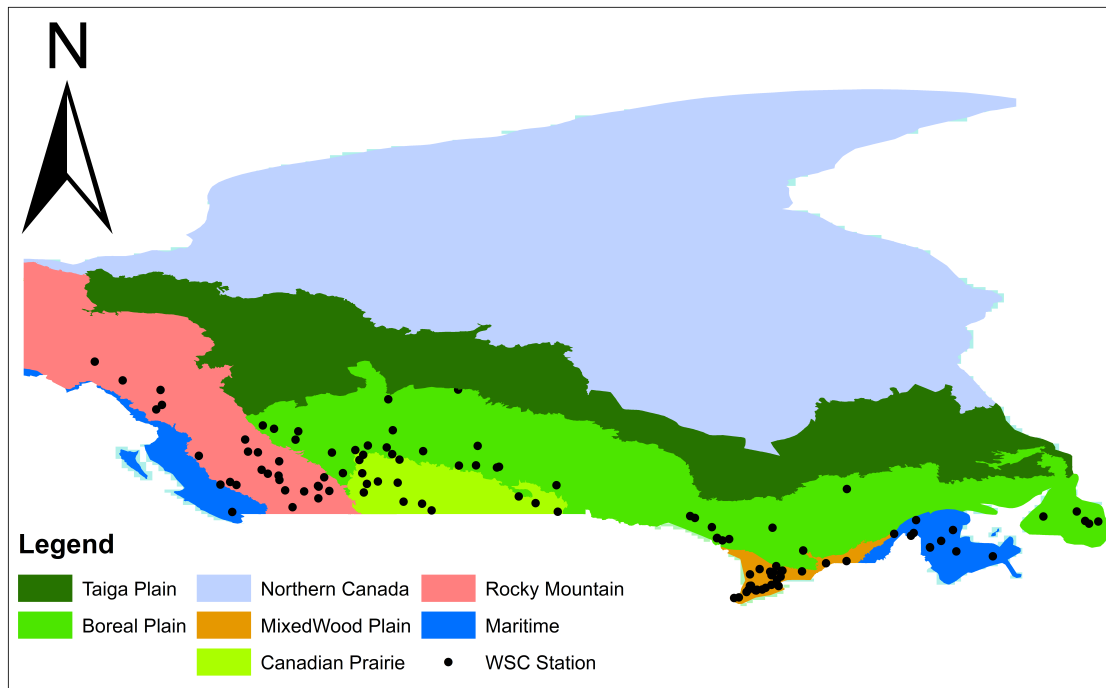 N
Legend
Taiga Plain
Northern Canada
Rocky Mountain
Boreal Plain
MixedWood Plain
Maritime
Canadian Prairie
WSC Station